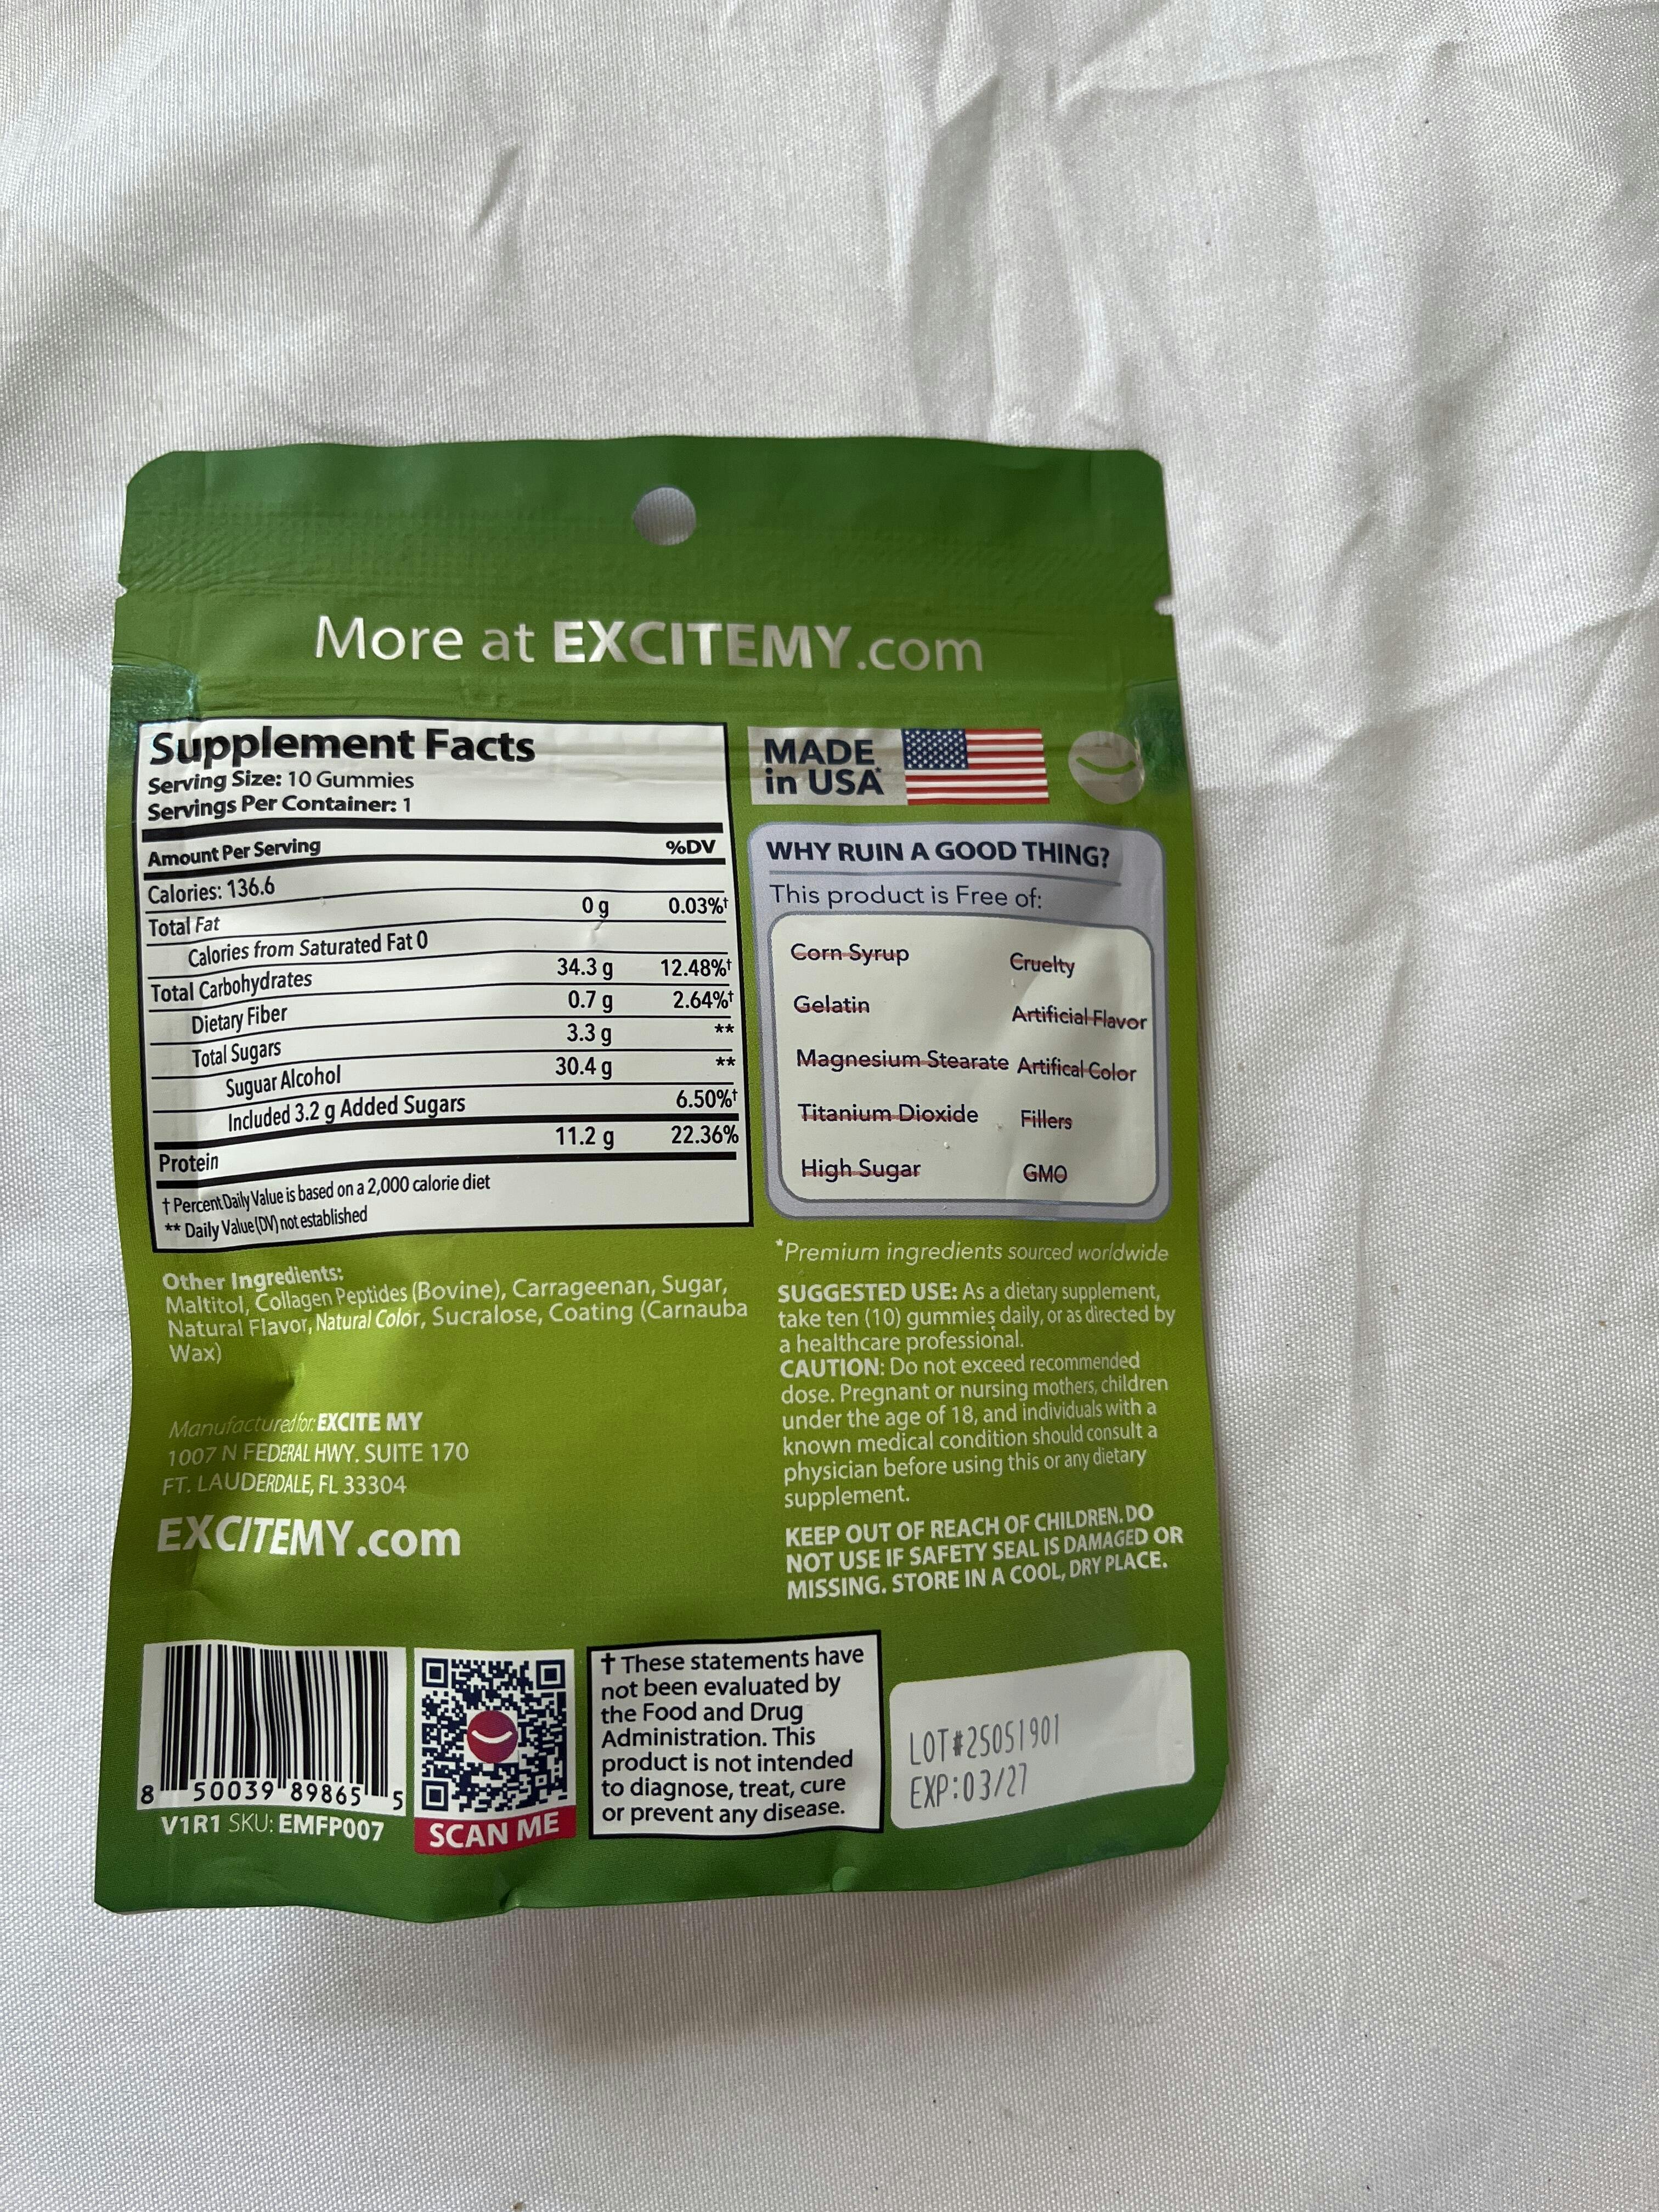 More at EXCITEMY.com
Supplement Facts
Serving Size: 10 Gummies
Servings Per Container: 1
Amount Per Serving %DV
Calories: 136.6
Total Fat 0 g 0.03%†
Calories from Saturated Fat 0
Total Carbohydrates 34.3 g 12.48%†
Dietary Fiber 0.7 g 2.64%†
Total Sugars 3.3 g **
Suguar Alcohol 30.4 g **
Included 3.2 g Added Sugars 6.50%†
Protein 11.2 g 22.36%
† Percent Daily Value is based on a 2,000 calorie diet
** Daily Value (DV) not established
Other Ingredients:
Maltitol, Collagen Peptides (Bovine), Carrageenan, Sugar,
Natural Flavor, Natural Color, Sucralose, Coating (Carnauba
Wax)
Manufactured for: EXCITE MY
1007 N FEDERAL HWY. SUITE 170
FT. LAUDERDALE, FL 33304
EXCITEMY.com
MADE
in USA*
WHY RUIN A GOOD THING?
This product is Free of:
Corn Syrup Cruelty
Gelatin Artificial Flavor
Magnesium Stearate Artifical Color
Titanium Dioxide Fillers
High Sugar GMO
*Premium ingredients sourced worldwide
SUGGESTED USE: As a dietary supplement,
take ten (10) gummies daily, or as directed by
a healthcare professional.
CAUTION: Do not exceed recommended
dose. Pregnant or nursing mothers, children
under the age of 18, and individuals with a
known medical condition should consult a
physician before using this or any dietary
supplement.
KEEP OUT OF REACH OF CHILDREN. DO
NOT USE IF SAFETY SEAL IS DAMAGED OR
MISSING. STORE IN A COOL, DRY PLACE.
8 50039 89865 5
V1R1 SKU: EMFP007
SCAN ME
† These statements have
not been evaluated by
the Food and Drug
Administration. This
product is not intended
to diagnose, treat, cure
or prevent any disease.
LOT#25051901
EXP:03/27